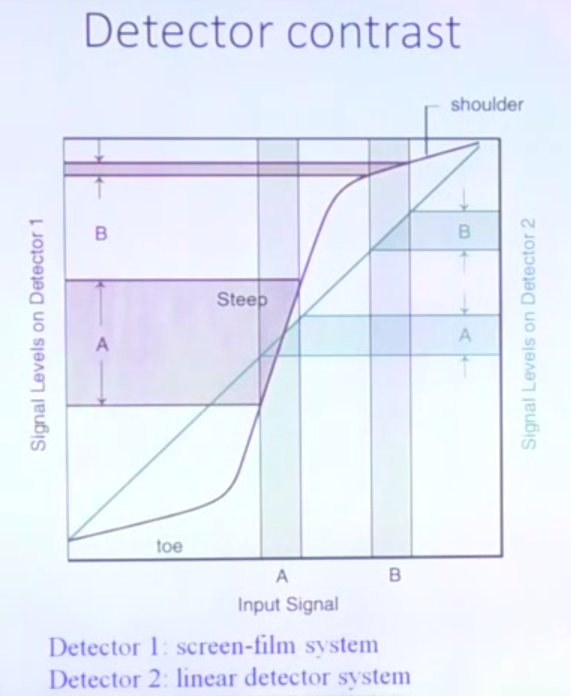 Detector contrast
shoulder
B
B
Steep
A
A
Signal Levels on Detector 1
Signal Levels on Detector 2
toe
A
B
Input Signal
Detector 1: screen-film system
Detector 2: linear detector system